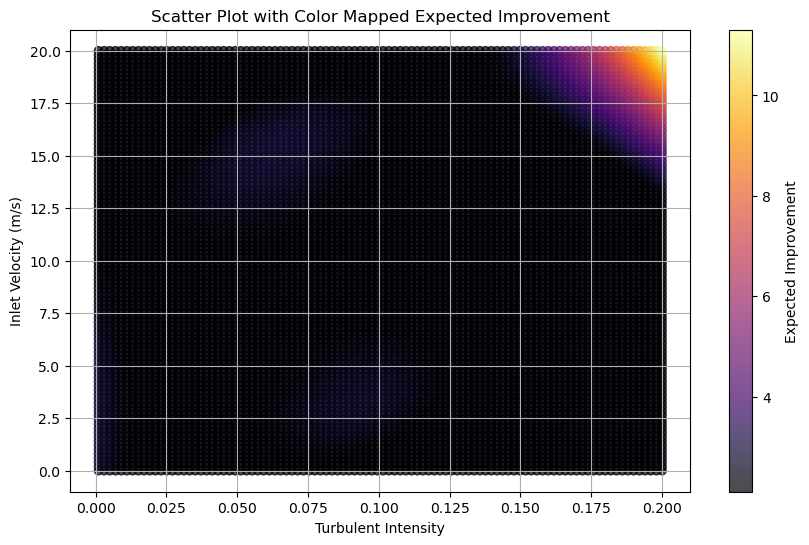 Scatter Plot with Color Mapped Expected Improvement
20.0
17.5
15.0
12.5
10.0
7.5
5.0
2.5
0.0
Inlet Velocity (m/s)
0.000 0.025 0.050 0.075 0.100 0.125 0.150 0.175 0.200
Turbulent Intensity
10
8
6
4
Expected Improvement